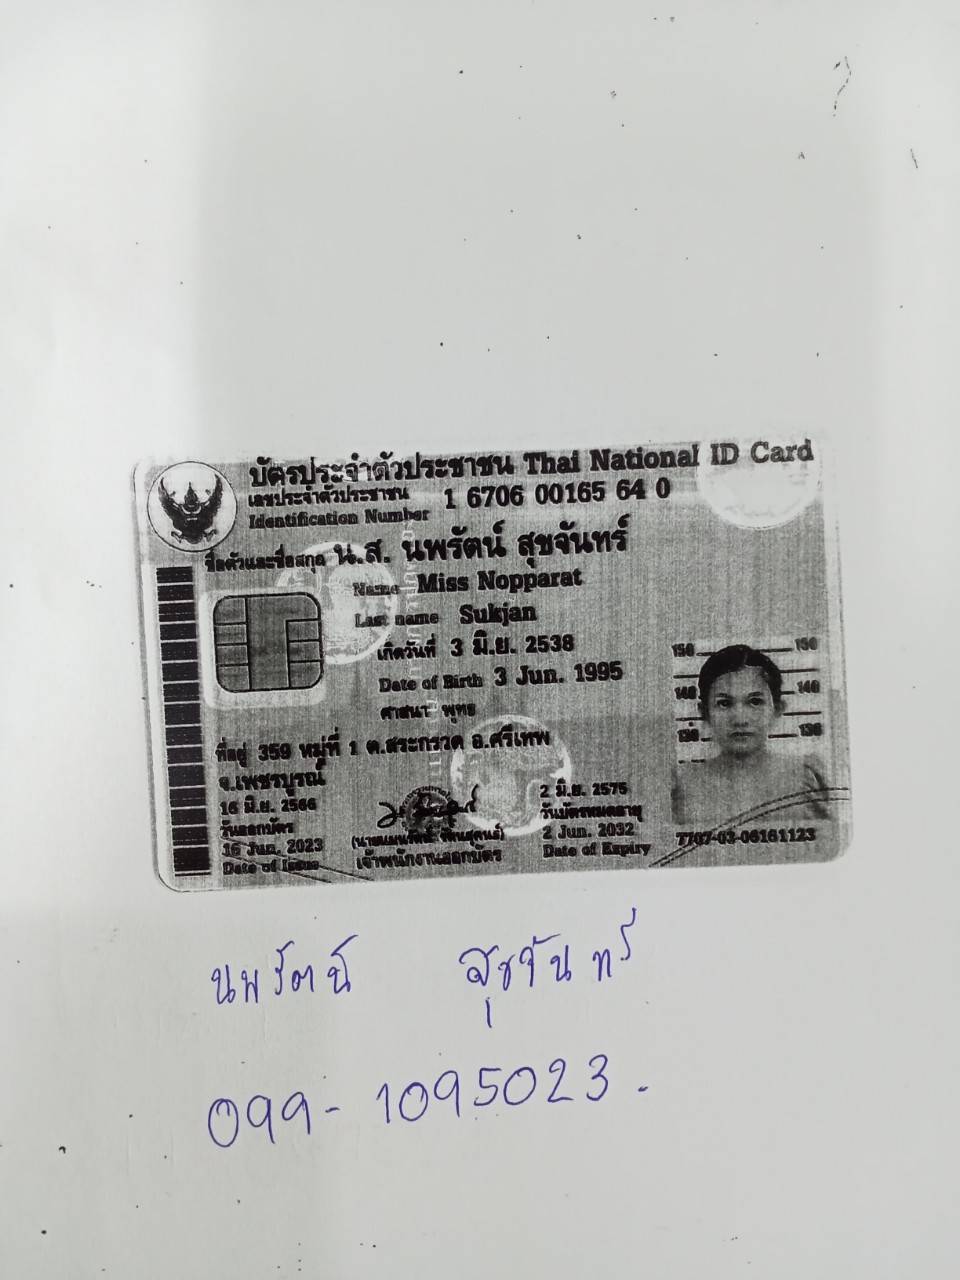 บัตรประจำตัวประชาชน Thai National ID Card
เลขประจำตัวประชาชน 1 6706 00165 64 0
Identification Number
ชื่อตัวและชื่อสกุล น.ส. นพรัตน์ สุขจันทร์
Name Miss Nopparat
Last name Sukjan
เกิดวันที่ 3 มิ.ย. 2538
Date of Birth 3 Jun. 1995
ศาสนา พุทธ
ที่อยู่ 359 หมู่ที่ 1 ต.สระกรวด อ.ศรีเทพ
จ.เพชรบูรณ์
16 มิ.ย. 2566
วันออกบัตร
16 Jun. 2023
Date of Issue
เจ้าพนักงานออกบัตร
2 มิ.ย. 2575
วันบัตรหมดอายุ
2 Jun. 2032
Date of Expiry
150 150
140 140
130 130
7707-03-06161123
นพรัตน์ สุขจันทร์
099-1095023.